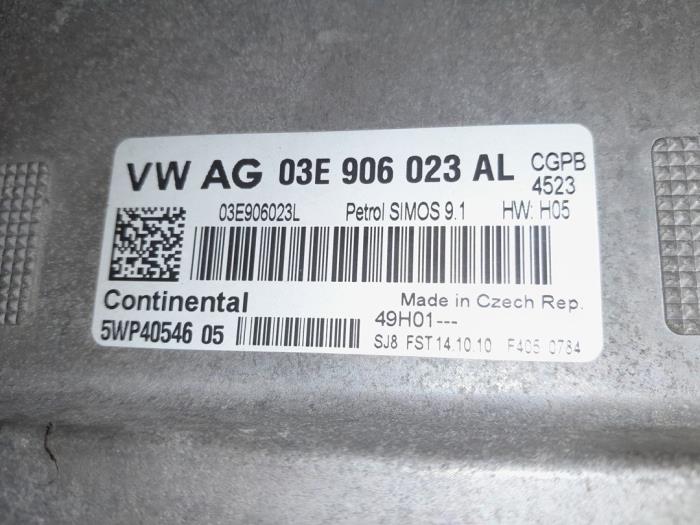 VW AG 03E 906 023 AL CGPB
4523
03E906023L Petrol SIMOS 9.1 HW: H05
Continental Made in Czech Rep.
5WP40546 05 49H01---
SJ8 FST 14.10.10 F405 0784